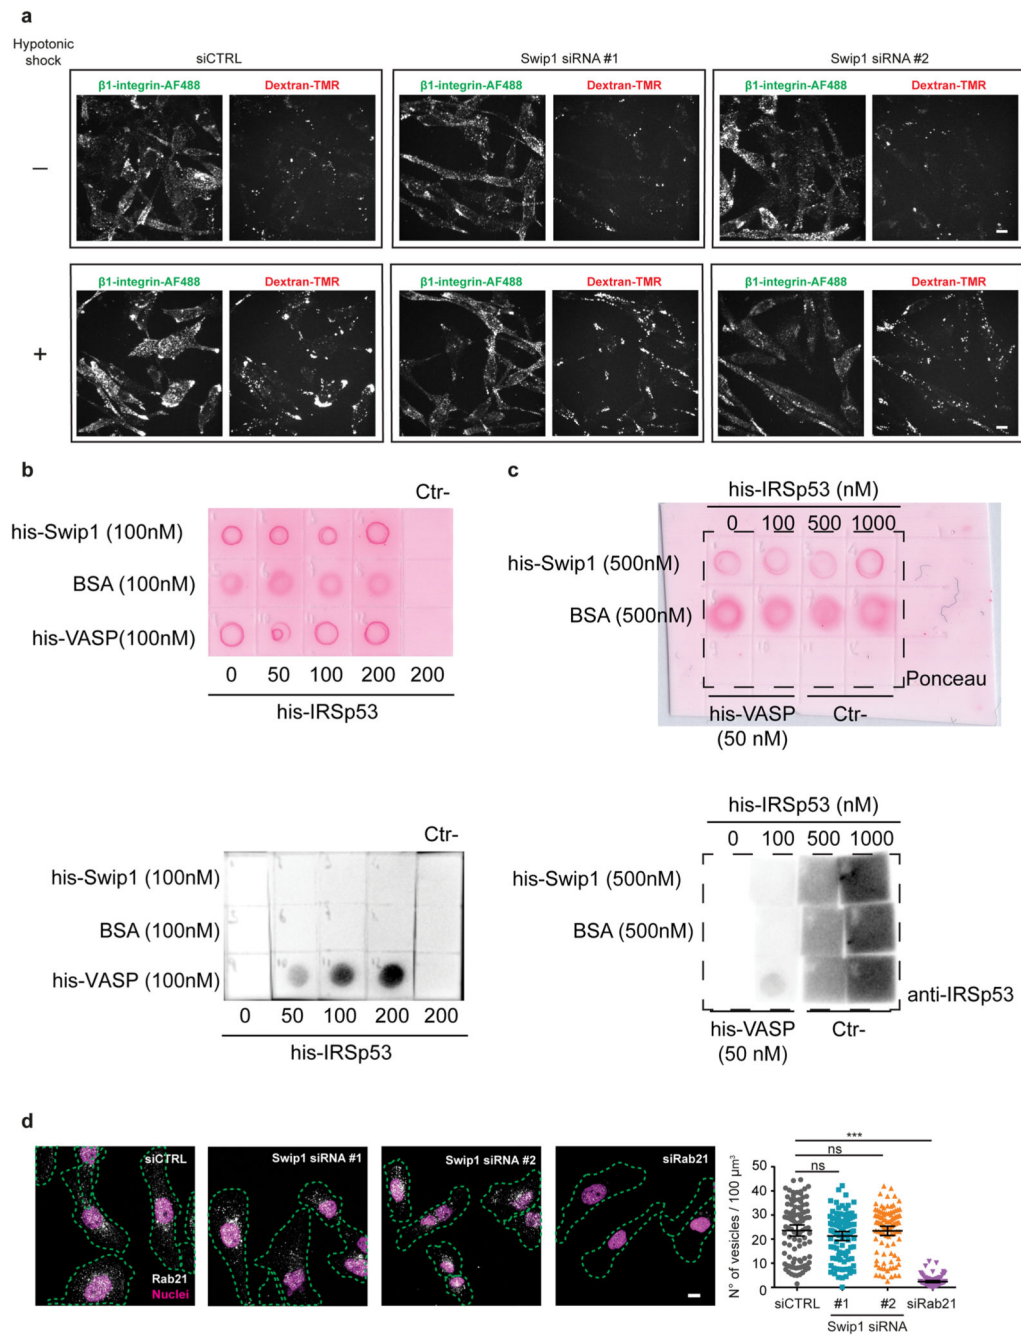 a
Hypotonic
shock
siCTRL
Swip1 siRNA #1
Swip1 siRNA #2
β1-integrin-AF488 Dextran-TMR
β1-integrin-AF488 Dextran-TMR
β1-integrin-AF488 Dextran-TMR
–
β1-integrin-AF488 Dextran-TMR
β1-integrin-AF488 Dextran-TMR
β1-integrin-AF488 Dextran-TMR
+
b
Ctr-
his-Swip1 (100nM)
BSA (100nM)
his-VASP(100nM)
0 50 100 200 200
his-IRSp53
Ctr-
his-Swip1 (100nM)
BSA (100nM)
his-VASP (100nM)
0 50 100 200 200
his-IRSp53
c
his-IRSp53 (nM)
0 100 500 1000
his-Swip1 (500nM)
BSA (500nM)
Ponceau
his-VASP
(50 nM)
Ctr-
his-IRSp53 (nM)
0 100 500 1000
his-Swip1 (500nM)
BSA (500nM)
anti-IRSp53
his-VASP
(50 nM)
Ctr-
d
siCTRL
Rab21
Nuclei
Swip1 siRNA #1
Swip1 siRNA #2
siRab21
N° of vesicles / 100 µm³
50
40
30
20
10
0
***
ns
ns
siCTRL #1 #2 siRab21
Swip1 siRNA